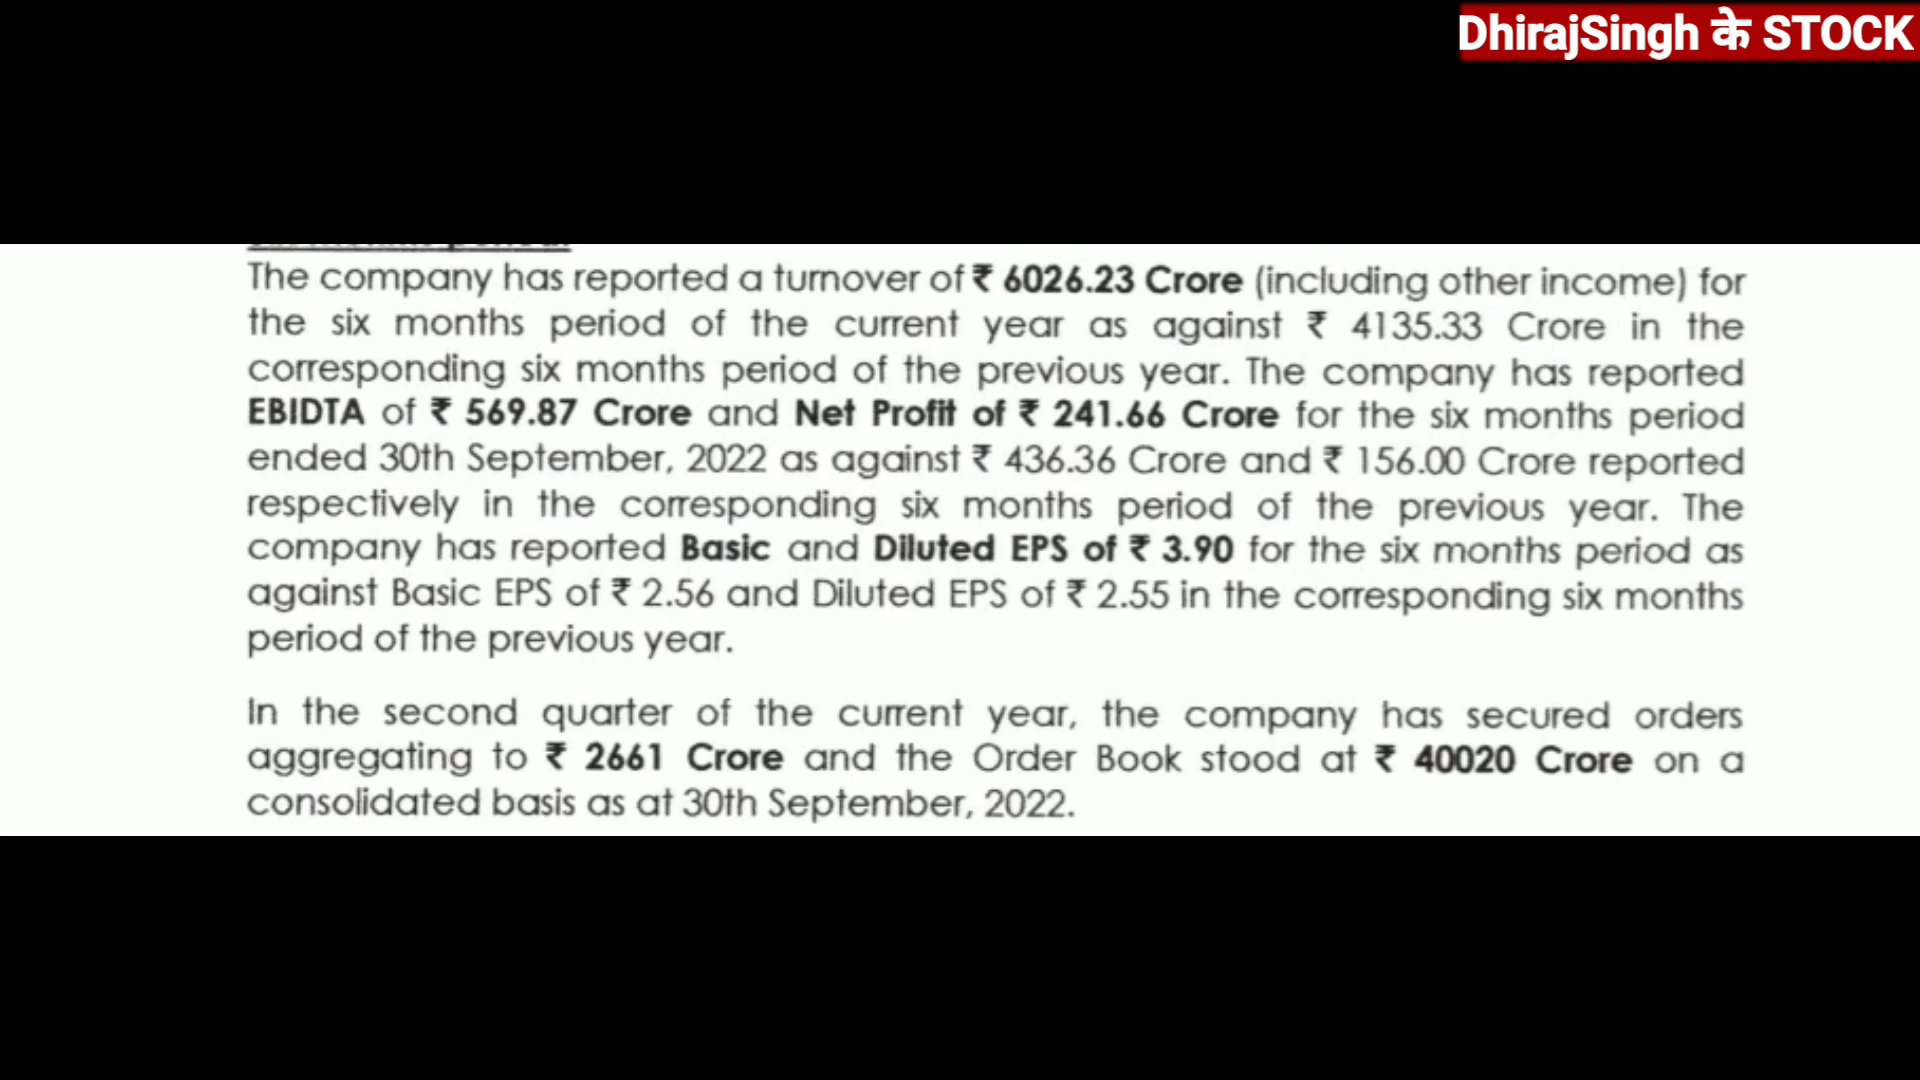 DhirajSingh के STOCK
The company has reported a turnover of ₹ 6026.23 Crore (including other income) for
the six months period of the current year as against ₹ 4135.33 Crore in the
corresponding six months period of the previous year. The company has reported
EBIDTA of ₹ 569.87 Crore and Net Profit of ₹ 241.66 Crore for the six months period
ended 30th September, 2022 as against ₹ 436.36 Crore and ₹ 156.00 Crore reported
respectively in the corresponding six months period of the previous year. The
company has reported Basic and Diluted EPS of ₹ 3.90 for the six months period as
against Basic EPS of ₹ 2.56 and Diluted EPS of ₹ 2.55 in the corresponding six months
period of the previous year.
In the second quarter of the current year, the company has secured orders
aggregating to ₹ 2661 Crore and the Order Book stood at ₹ 40020 Crore on a
consolidated basis as at 30th September, 2022.